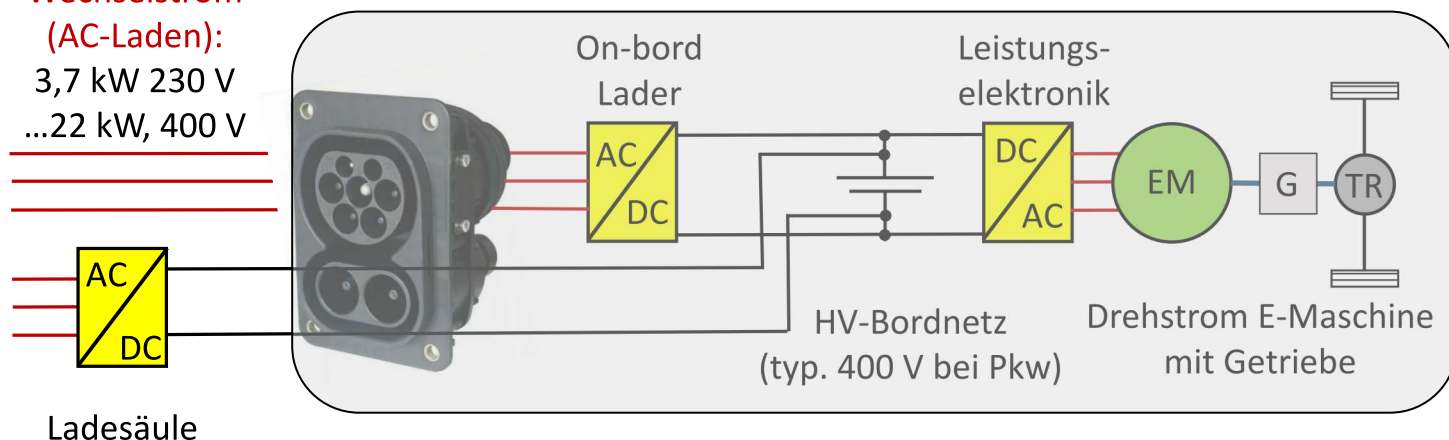 Wechselstrom
(AC-Laden):
3,7 kW 230 V
...22 kW, 400 V
On-bord
Lader
Leistungs-
elektronik
AC
DC
DC
AC
EM
G
TR
AC
DC
HV-Bordnetz
(typ. 400 V bei Pkw)
Drehstrom E-Maschine
mit Getriebe
Ladesäule